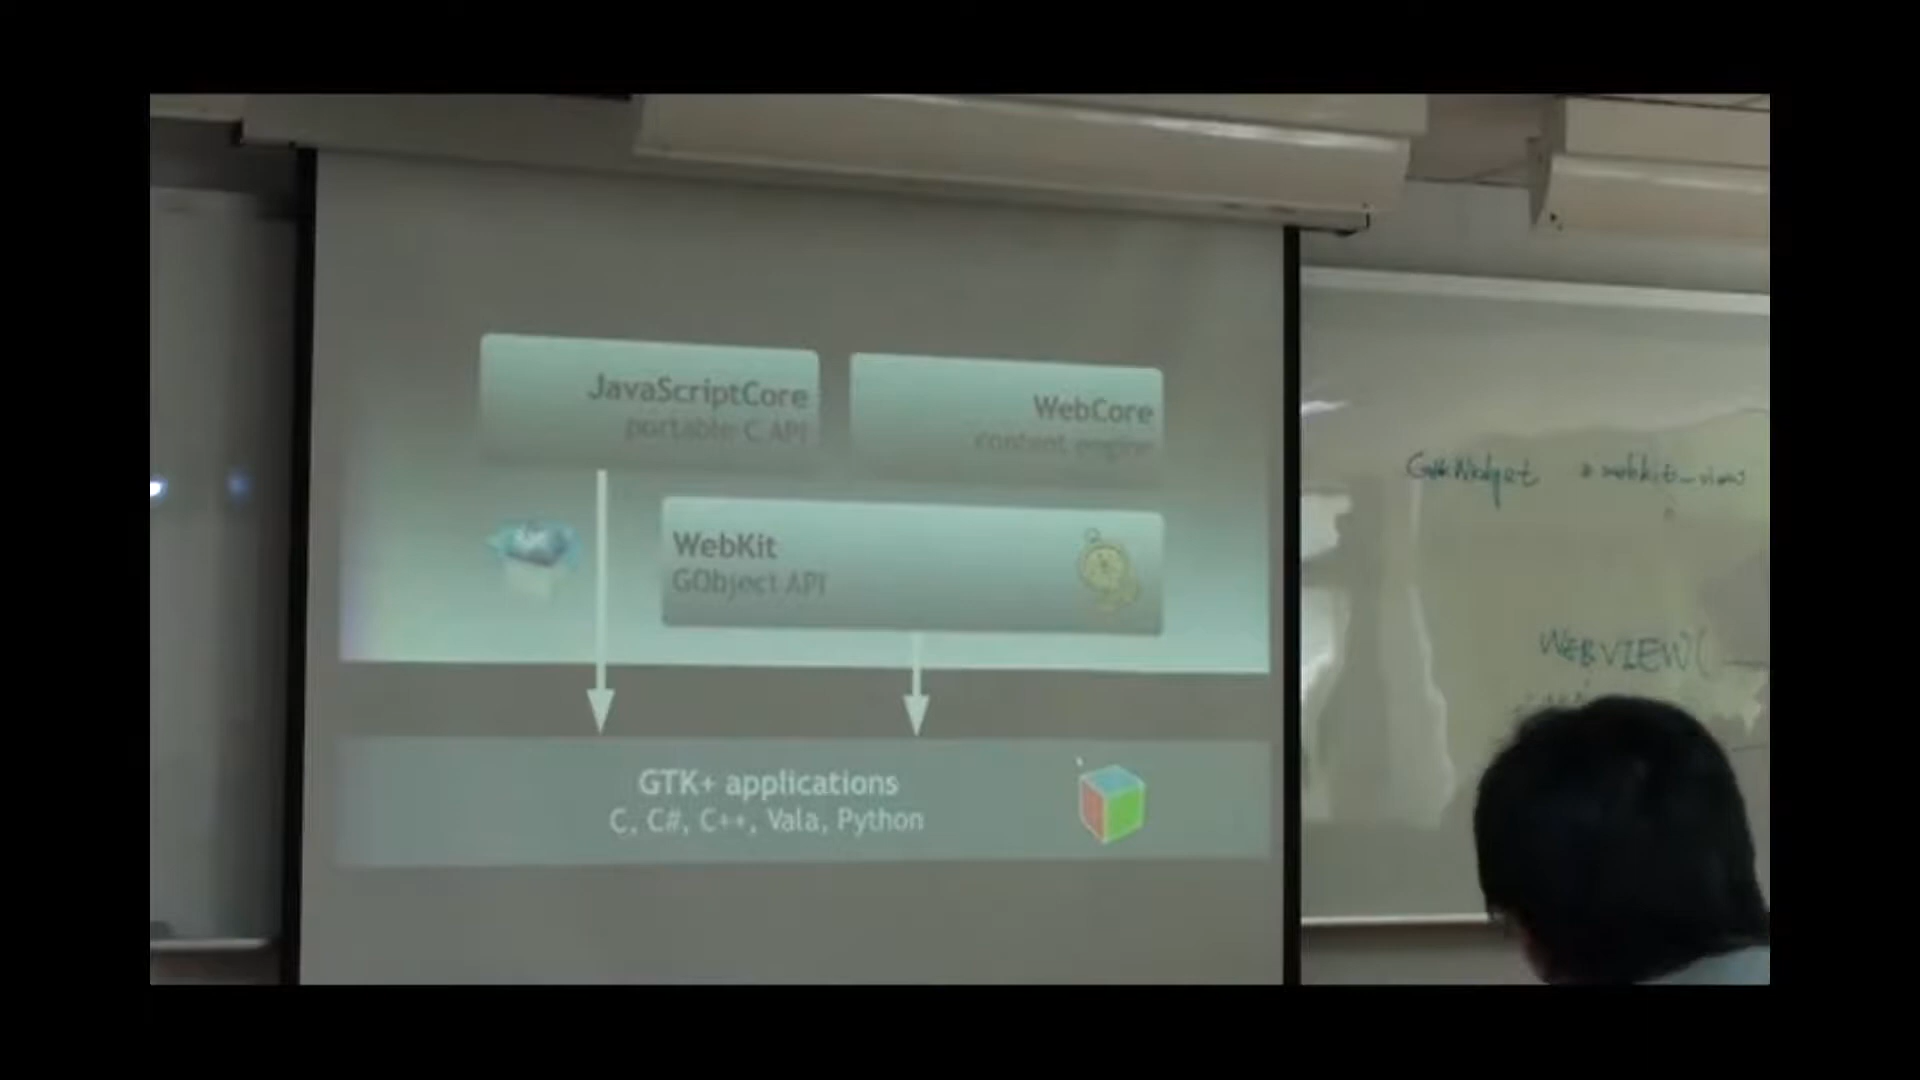 JavaScriptCore
portable C API
WebCore
content engine
WebKit
GObject API
GTK+ applications
C, C#, C++, Vala, Python
GtkWidget *webkit_view
WEBVIEW(